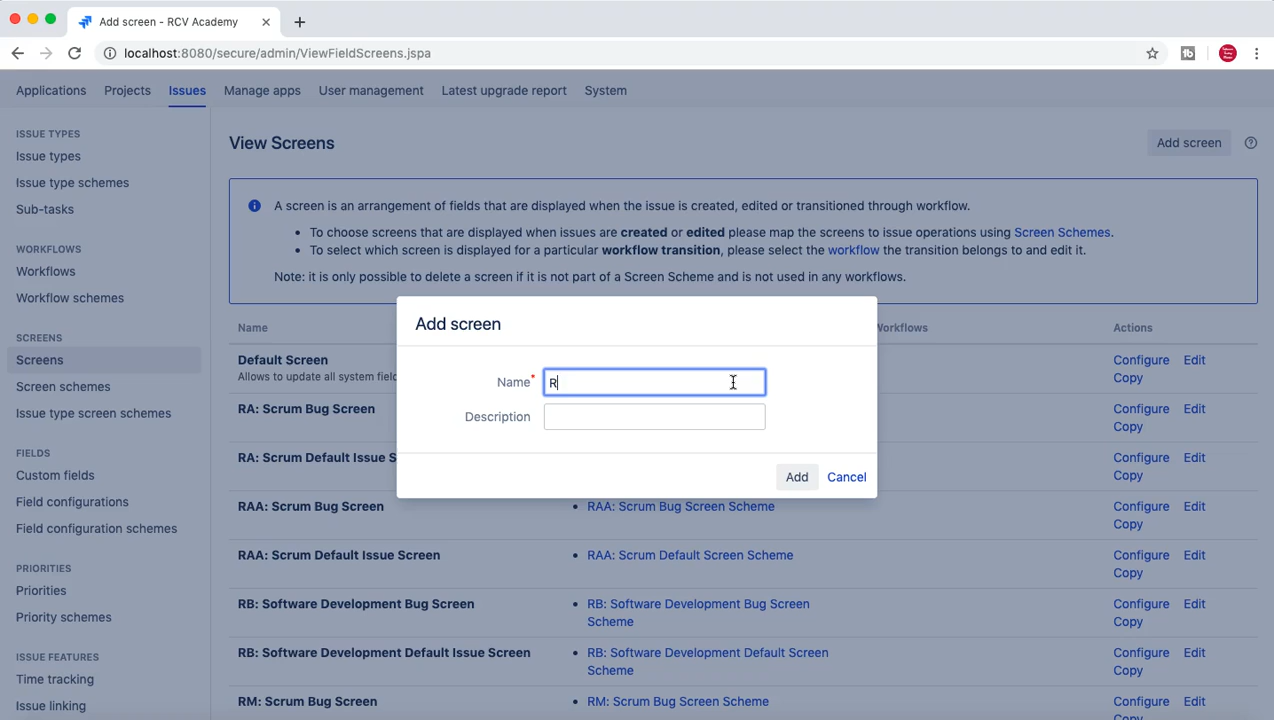 Add screen - RCV Academy
localhost:8080/secure/admin/ViewFieldScreens.jspa
Applications Projects Issues Manage apps User management Latest upgrade report System
ISSUE TYPES
Issue types
Issue type schemes
Sub-tasks
WORKFLOWS
Workflows
Workflow schemes
SCREENS
Screens
Screen schemes
Issue type screen schemes
FIELDS
Custom fields
Field configurations
Field configuration schemes
PRIORITIES
Priorities
Priority schemes
ISSUE FEATURES
Time tracking
Issue linking
View Screens
Add screen
A screen is an arrangement of fields that are displayed when the issue is created, edited or transitioned through workflow.
• To choose screens that are displayed when issues are created or edited please map the screens to issue operations using Screen Schemes.
• To select which screen is displayed for a particular workflow transition, please select the workflow the transition belongs to and edit it.
Note: it is only possible to delete a screen if it is not part of a Screen Scheme and is not used in any workflows.
Name Workflows Actions
Default Screen Configure Edit
Allows to update all system field Copy
RA: Scrum Bug Screen Configure Edit
Copy
RA: Scrum Default Issue S Configure Edit
Copy
RAA: Scrum Bug Screen • RAA: Scrum Bug Screen Scheme Configure Edit
Copy
RAA: Scrum Default Issue Screen • RAA: Scrum Default Screen Scheme Configure Edit
Copy
RB: Software Development Bug Screen • RB: Software Development Bug Screen Configure Edit
Scheme Copy
RB: Software Development Default Issue Screen • RB: Software Development Default Screen Configure Edit
Scheme Copy
RM: Scrum Bug Screen • RM: Scrum Bug Screen Scheme Configure Edit
Copy
Add screen
Name* R
Description
Add Cancel